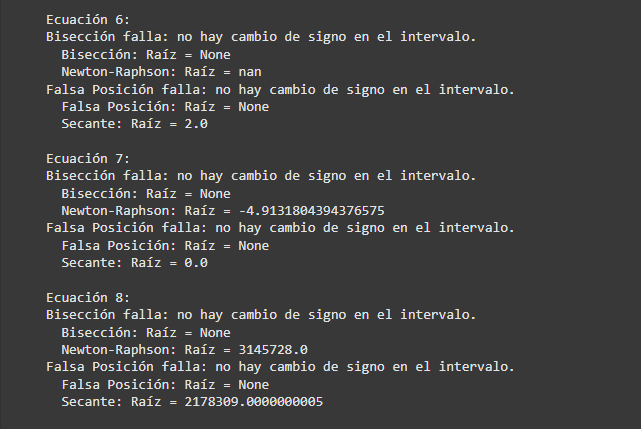 Ecuación 6:
Bisección falla: no hay cambio de signo en el intervalo.
Bisección: Raíz = None
Newton-Raphson: Raíz = nan
Falsa Posición falla: no hay cambio de signo en el intervalo.
Falsa Posición: Raíz = None
Secante: Raíz = 2.0
Ecuación 7:
Bisección falla: no hay cambio de signo en el intervalo.
Bisección: Raíz = None
Newton-Raphson: Raíz = -4.9131804394376575
Falsa Posición falla: no hay cambio de signo en el intervalo.
Falsa Posición: Raíz = None
Secante: Raíz = 0.0
Ecuación 8:
Bisección falla: no hay cambio de signo en el intervalo.
Bisección: Raíz = None
Newton-Raphson: Raíz = 3145728.0
Falsa Posición falla: no hay cambio de signo en el intervalo.
Falsa Posición: Raíz = None
Secante: Raíz = 2178309.0000000005